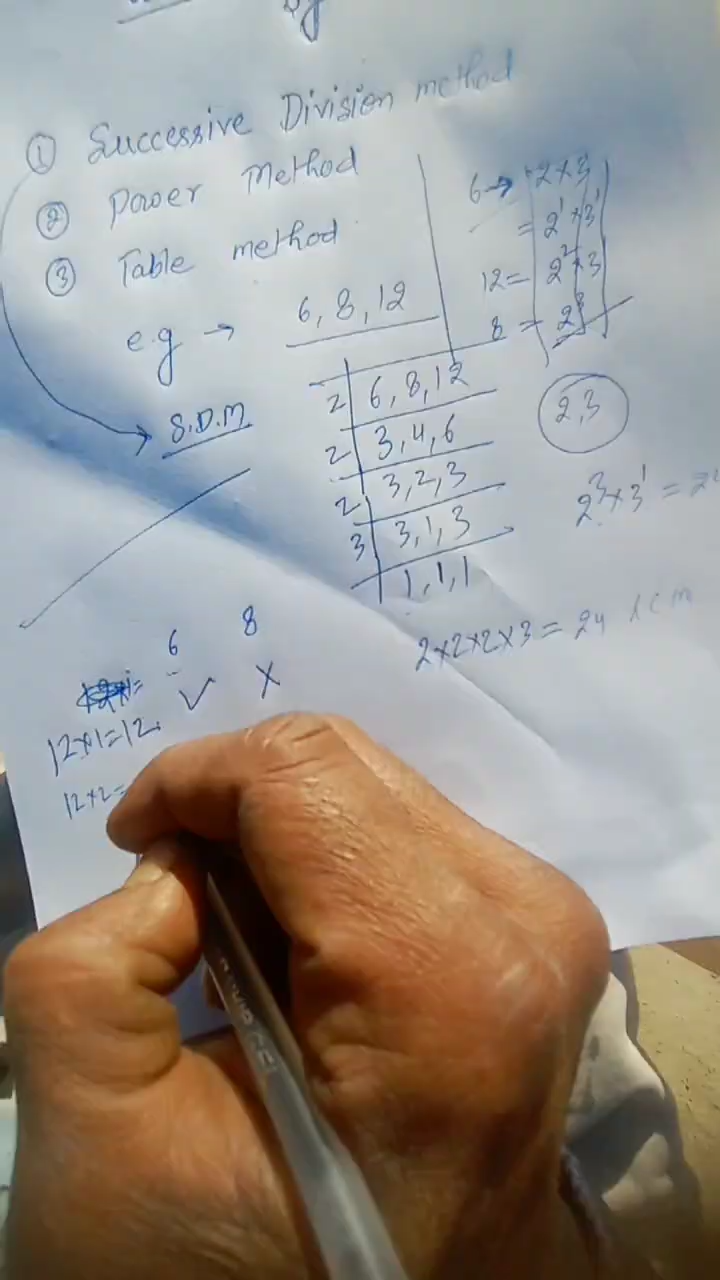 ① Successive Division method
② Power Method
③ Table method
e.g → 6, 8, 12
6 → 2×3
= 2¹×3¹
12 = 2²×3
8 = 2³
S.D.M
2 | 6, 8, 12
2 | 3, 4, 6
2 | 3, 2, 3
3 | 3, 1, 3
1, 1, 1
2,3
2³×3¹ = 2
2×2×2×3 = 24 lcm
6 8
✓ X
12×1=12
12×2=